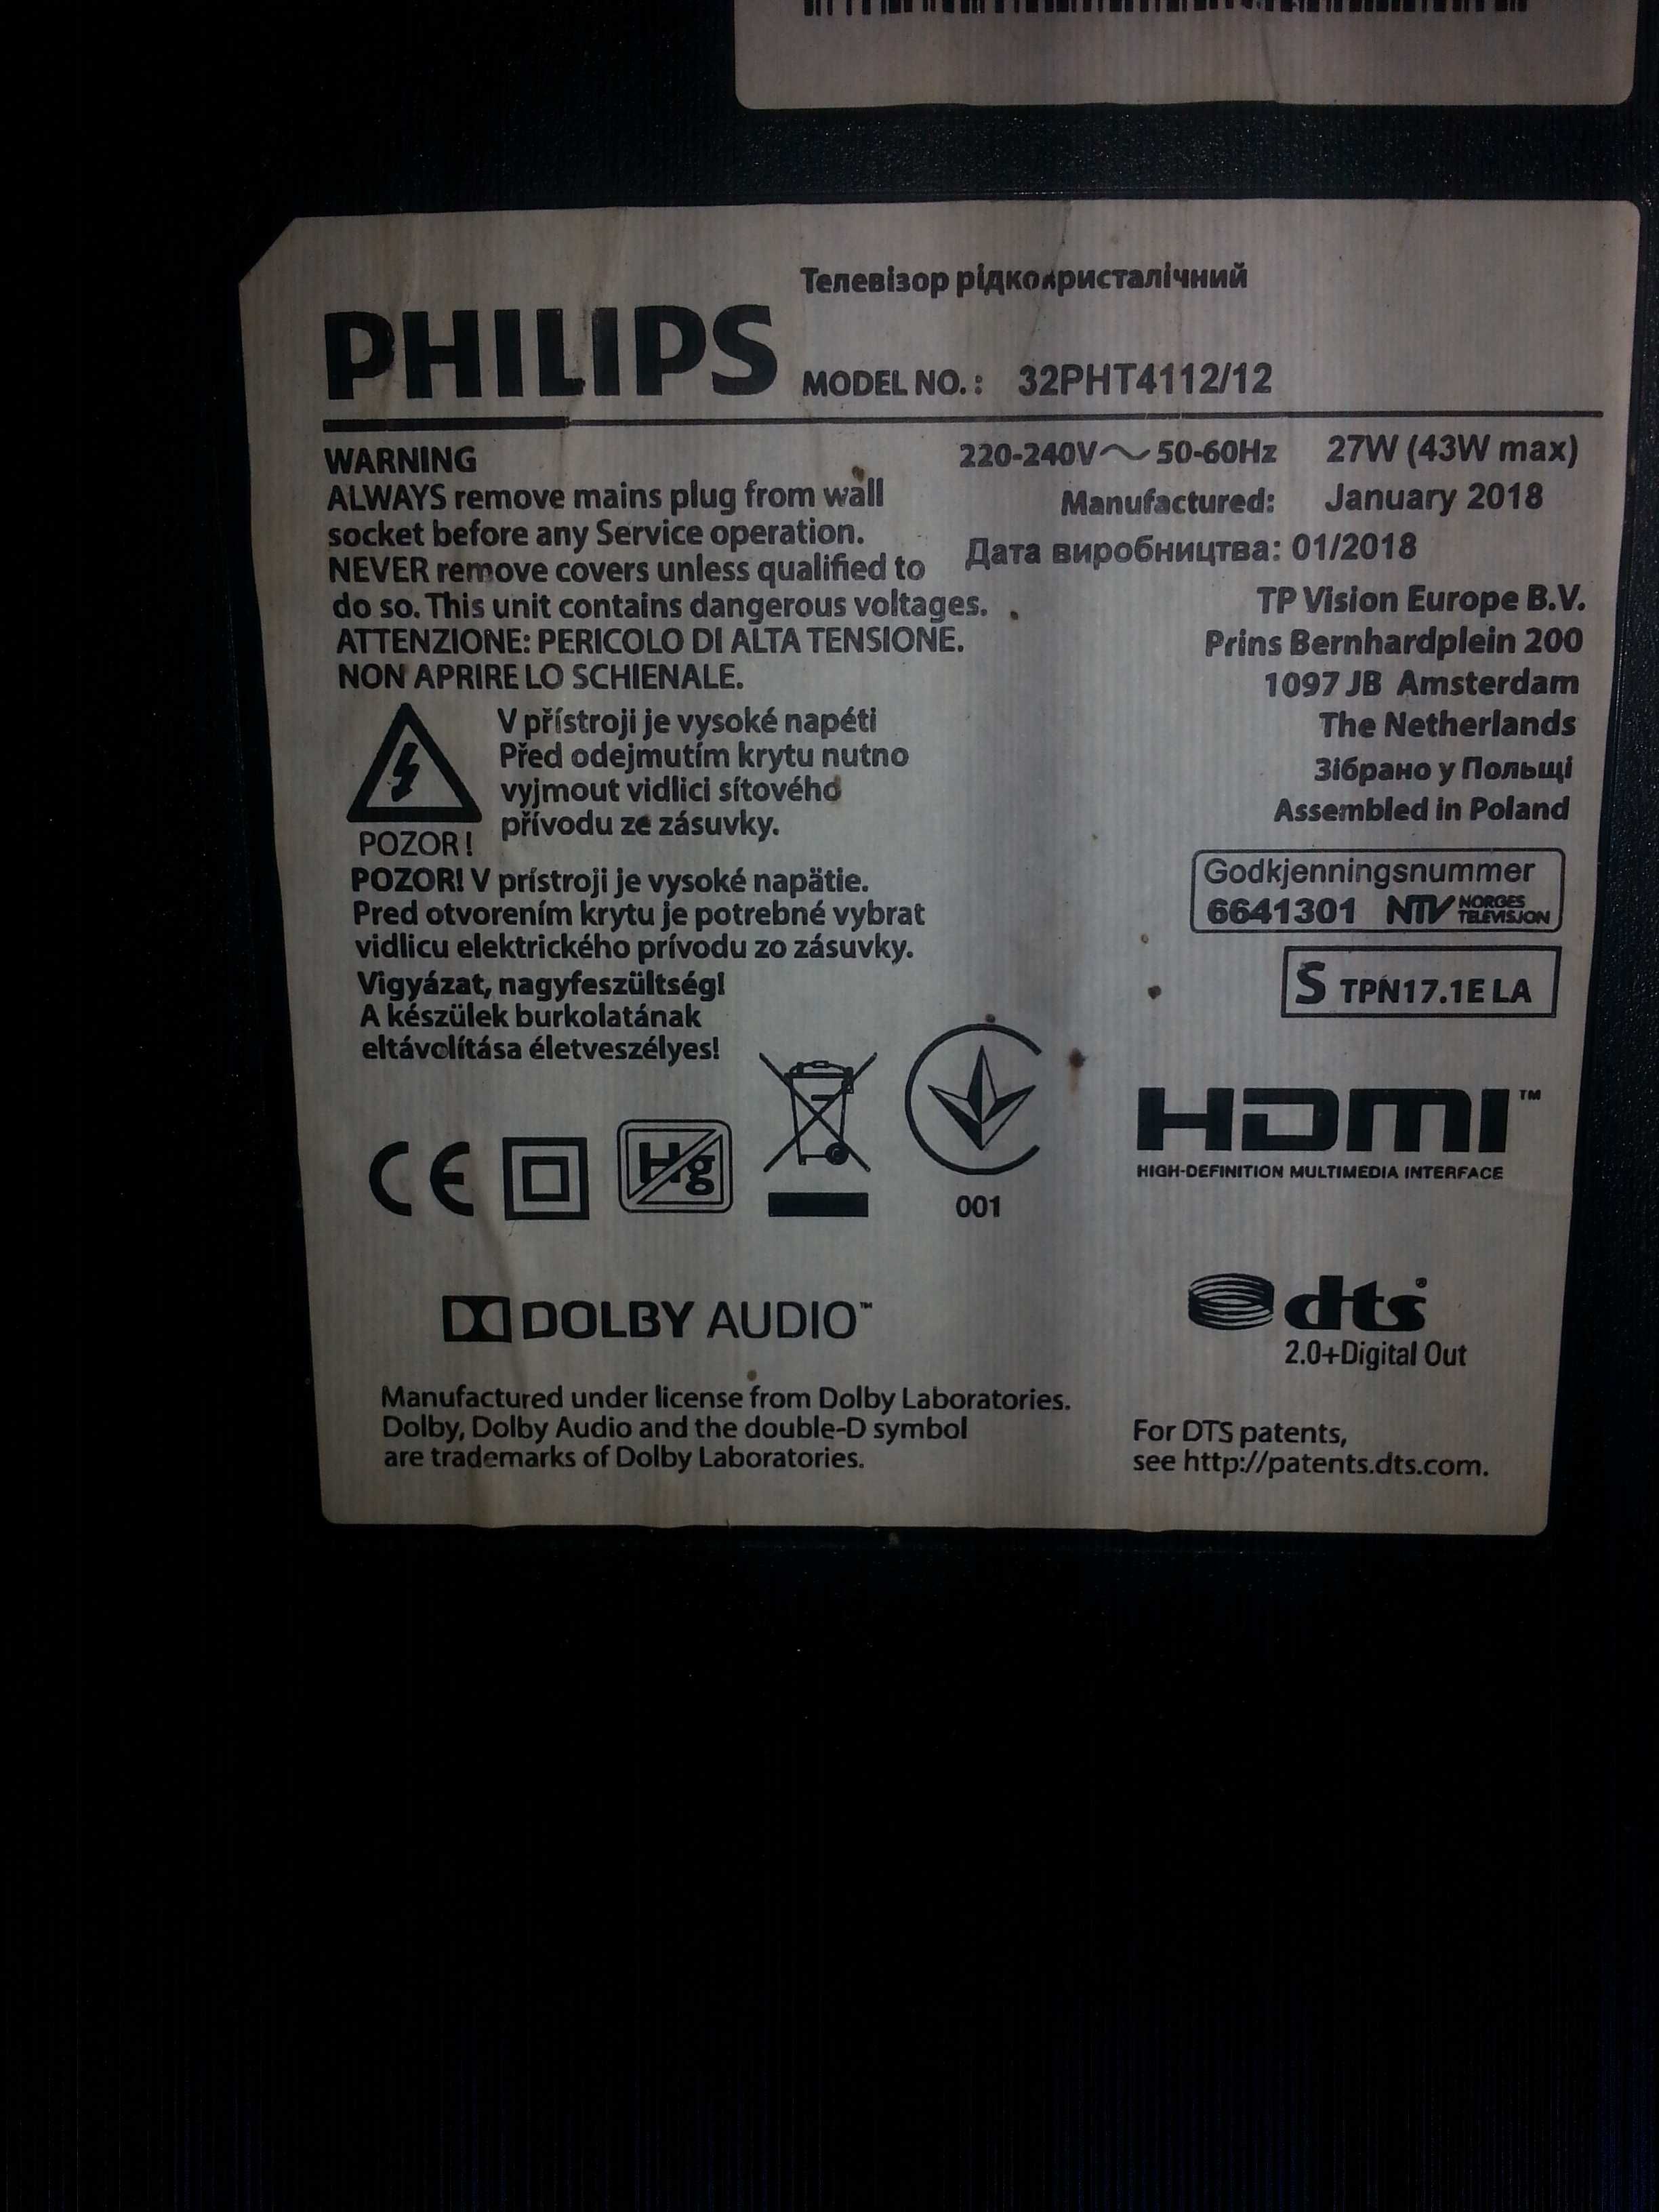 Телевізор рідкокристалічний
PHILIPS MODEL NO.: 32PHT4112/12
WARNING
ALWAYS remove mains plug from wall
socket before any Service operation.
NEVER remove covers unless qualified to
do so. This unit contains dangerous voltages.
ATTENZIONE: PERICOLO DI ALTA TENSIONE.
NON APRIRE LO SCHIENALE.
V přístroji je vysoké napéti
Před odejmutím krytu nutno
vyjmout vidlici sítového
přívodu ze zásuvky.
POZOR!
POZOR! V prístroji je vysoké napätie.
Pred otvorením krytu je potrebné vybrat
vidlicu elektrického prívodu zo zásuvky.
Vigyázat, nagyfeszültség!
A készülek burkolatának
eltávolítása életveszélyes!
220-240V~ 50-60Hz 27W (43W max)
Manufactured: January 2018
Дата виробництва: 01/2018
TP Vision Europe B.V.
Prins Bernhardplein 200
1097 JB Amsterdam
The Netherlands
Зібрано у Польщі
Assembled in Poland
Godkjenningsnummer
6641301 NTV NORGES TELEVISJON
S TPN17.1E LA
CE Hg
001
HDMI™
HIGH-DEFINITION MULTIMEDIA INTERFACE
DOLBY AUDIO™
dts
2.0+Digital Out
Manufactured under license from Dolby Laboratories.
Dolby, Dolby Audio and the double-D symbol
are trademarks of Dolby Laboratories.
For DTS patents,
see http://patents.dts.com.